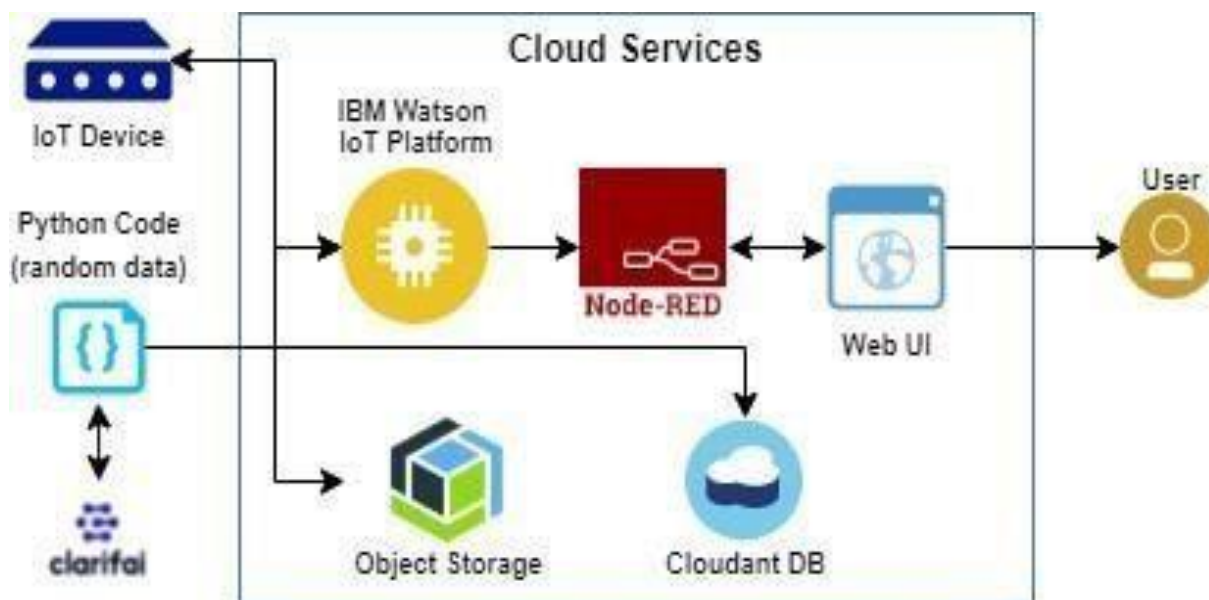 Cloud Services
IoT Device
IBM Watson
IoT Platform
User
Python Code
(random data)
{}
Node-RED
Web UI
clarifai
Object Storage
Cloudant DB